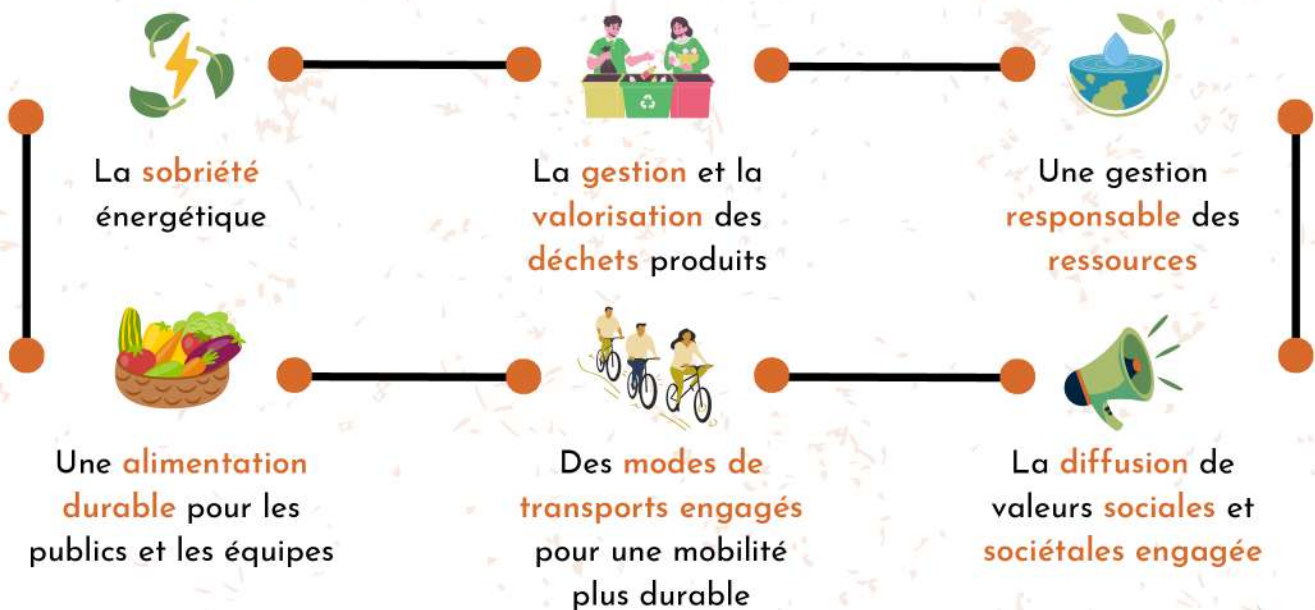 La sobriété
énergétique
La gestion et la
valorisation des
déchets produits
Une gestion
responsable des
ressources
Une alimentation
durable pour les
publics et les équipes
Des modes de
transports engagés
pour une mobilité
plus durable
La diffusion de
valeurs sociales et
sociétales engagée